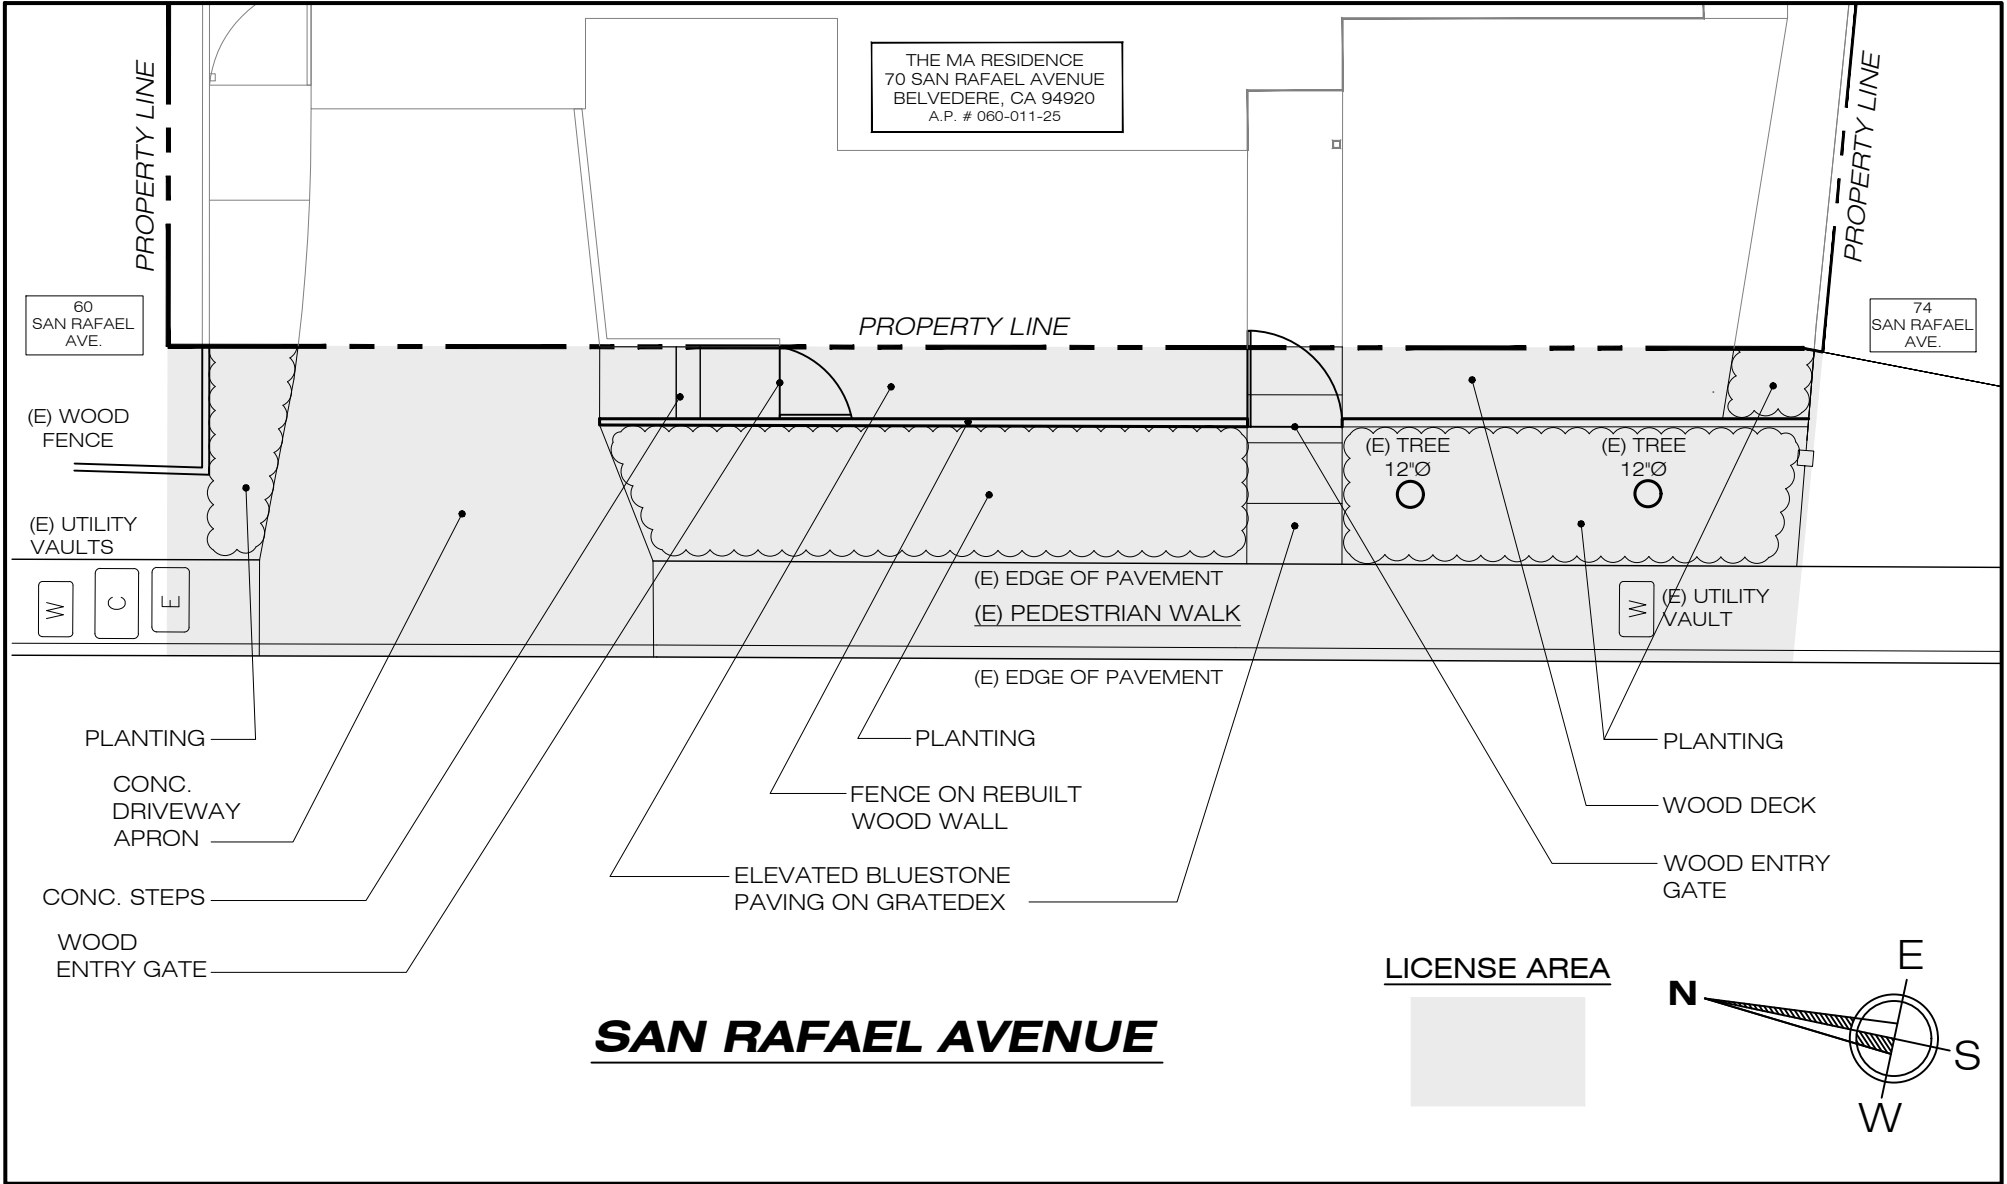 THE MA RESIDENCE
70 SAN RAFAEL AVENUE
BELVEDERE, CA 94920
A.P. # 060-011-25
PROPERTY LINE
PROPERTY LINE
60
SAN RAFAEL
AVE.
PROPERTY LINE
74
SAN RAFAEL
AVE.
(E) WOOD
FENCE
(E) TREE
12"Ø
(E) TREE
12"Ø
(E) UTILITY
VAULTS
W
C
E
(E) EDGE OF PAVEMENT
(E) PEDESTRIAN WALK
W
(E) UTILITY
VAULT
(E) EDGE OF PAVEMENT
PLANTING
CONC.
DRIVEWAY
APRON
CONC. STEPS
WOOD
ENTRY GATE
PLANTING
FENCE ON REBUILT
WOOD WALL
ELEVATED BLUESTONE
PAVING ON GRATEDEX
PLANTING
WOOD DECK
WOOD ENTRY
GATE
SAN RAFAEL AVENUE
LICENSE AREA
N
E
S
W